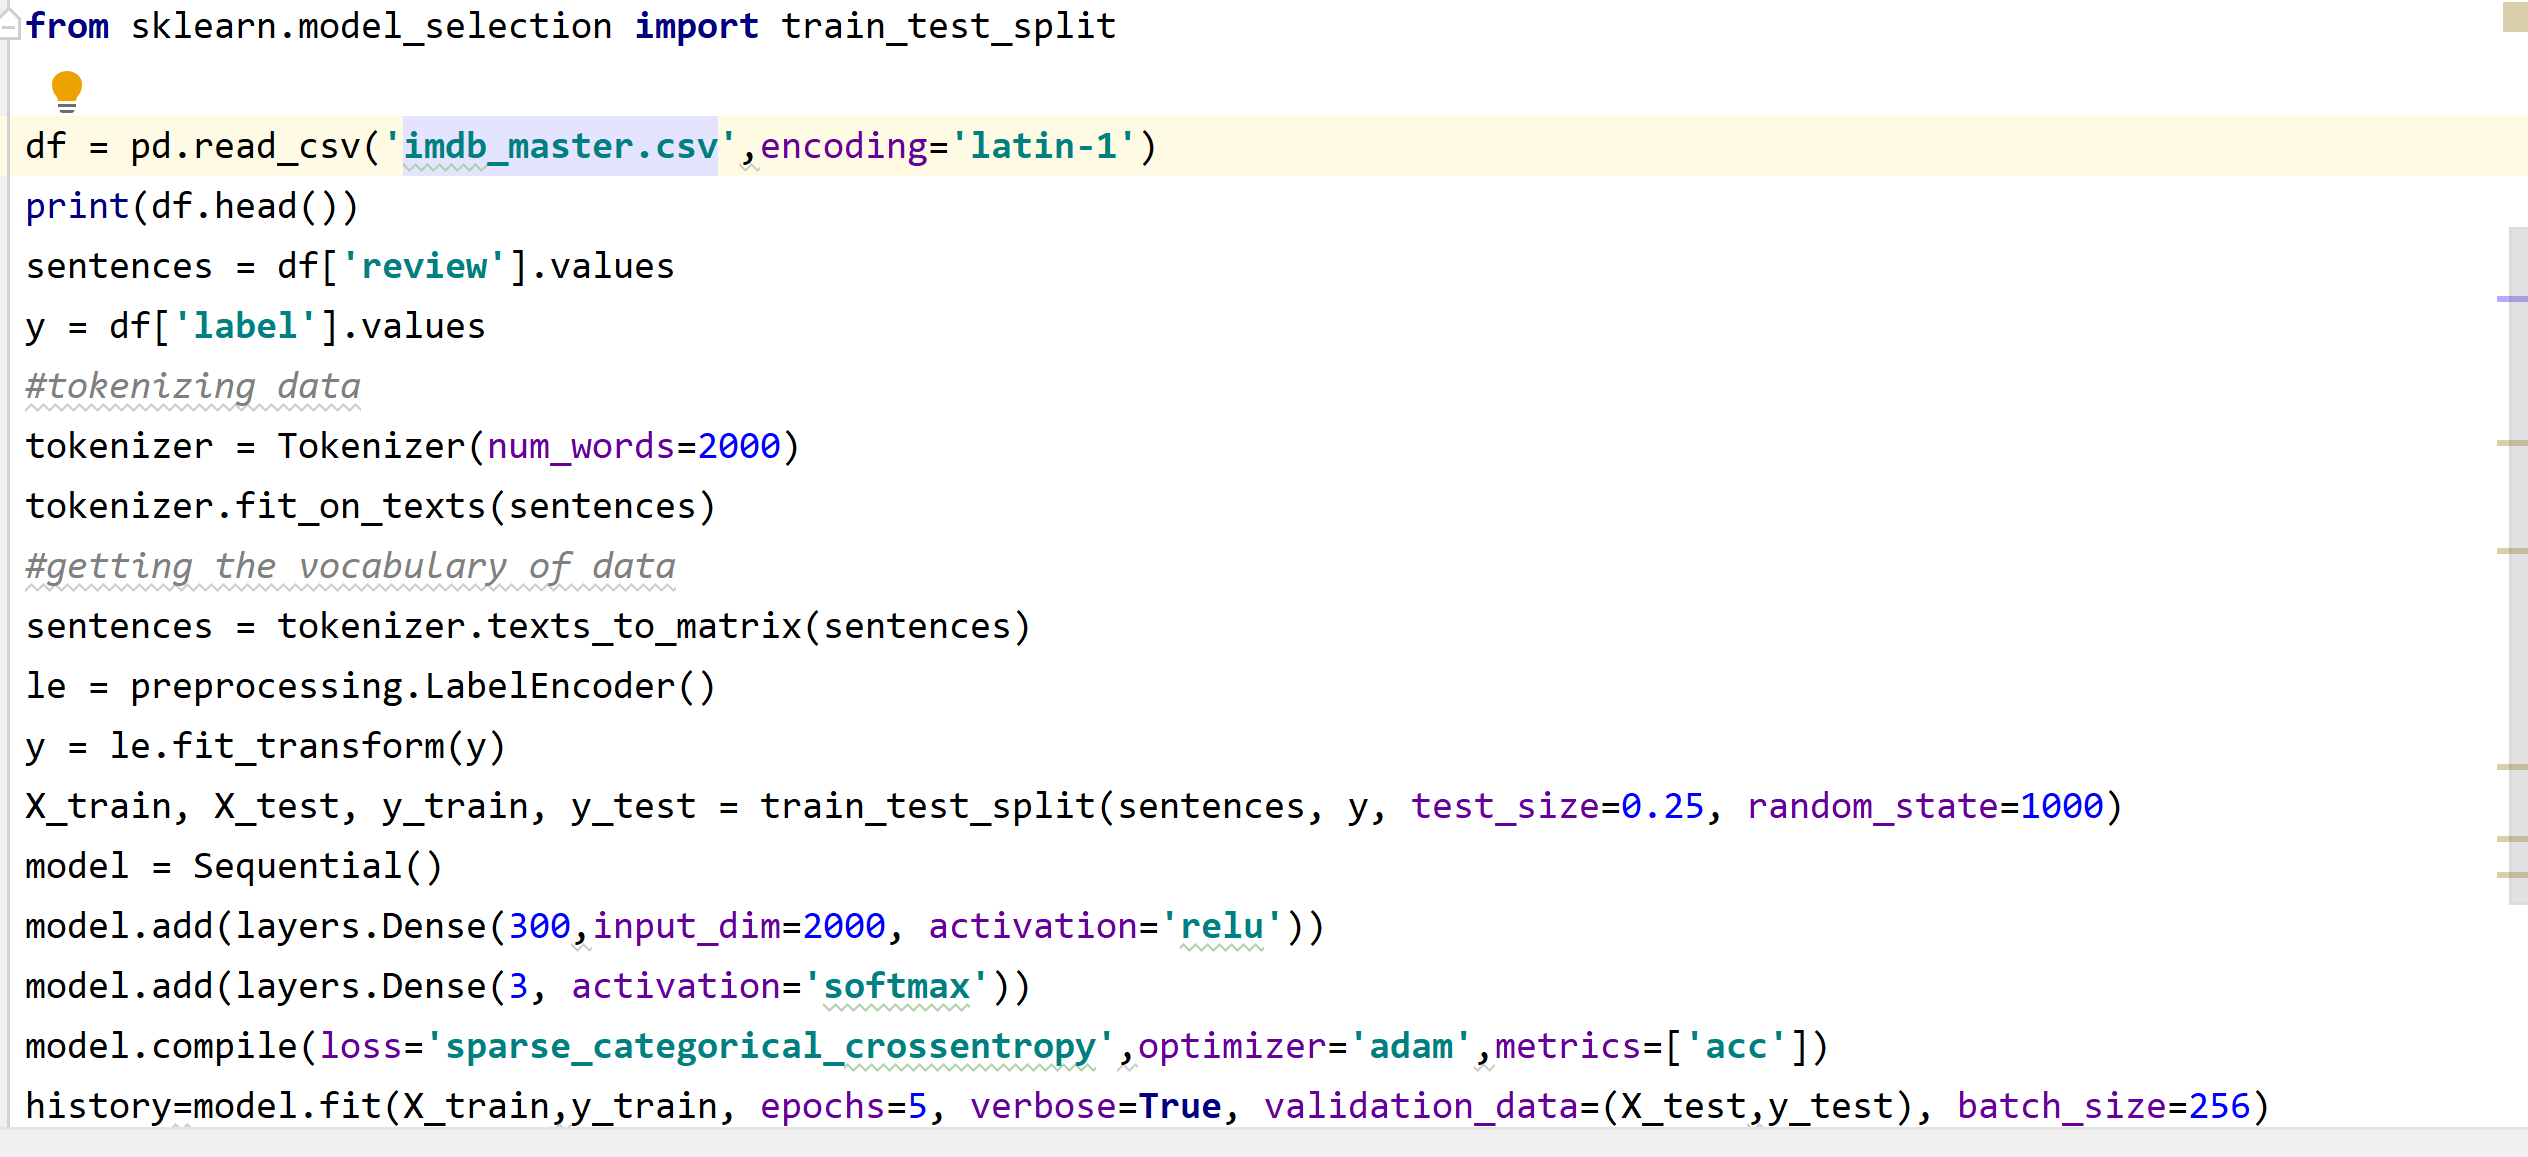 from sklearn.model_selection import train_test_split
df = pd.read_csv('imdb_master.csv',encoding='latin-1')
print(df.head())
sentences = df['review'].values
y = df['label'].values
#tokenizing data
tokenizer = Tokenizer(num_words=2000)
tokenizer.fit_on_texts(sentences)
#getting the vocabulary of data
sentences = tokenizer.texts_to_matrix(sentences)
le = preprocessing.LabelEncoder()
y = le.fit_transform(y)
X_train, X_test, y_train, y_test = train_test_split(sentences, y, test_size=0.25, random_state=1000)
model = Sequential()
model.add(layers.Dense(300,input_dim=2000, activation='relu'))
model.add(layers.Dense(3, activation='softmax'))
model.compile(loss='sparse_categorical_crossentropy',optimizer='adam',metrics=['acc'])
history=model.fit(X_train,y_train, epochs=5, verbose=True, validation_data=(X_test,y_test), batch_size=256)